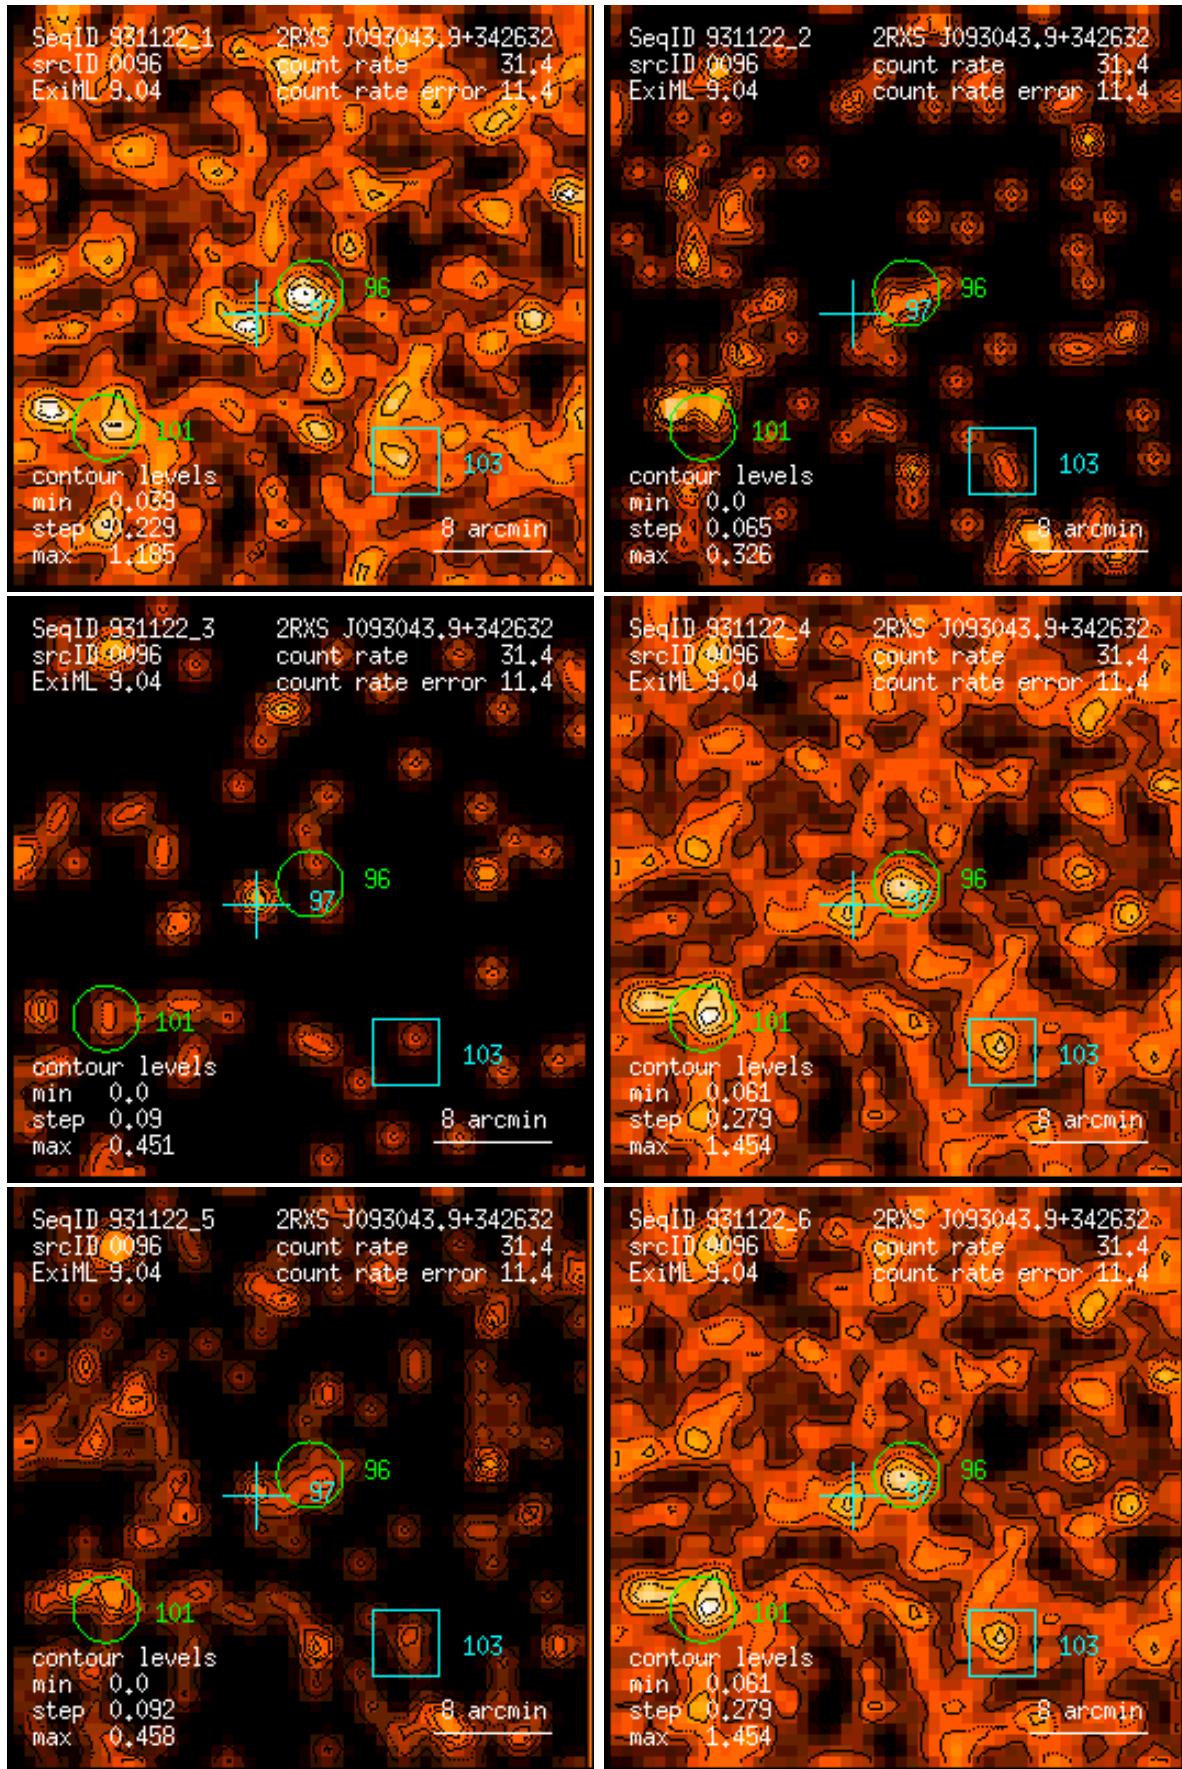 SeqID 931122_1 2RXS J093043.9+342632
srcID 0096 count rate 31.4
ExiML 9.04 count rate error 11.4
96
97
101
103
contour levels
min 0.039
step 0.229
max 1.185
8 arcmin
SeqID 931122_2 2RXS J093043.9+342632
srcID 0096 count rate 31.4
ExiML 9.04 count rate error 11.4
96
97
101
103
contour levels
min 0.0
step 0.065
max 0.326
8 arcmin
SeqID 931122_3 2RXS J093043.9+342632
srcID 0096 count rate 31.4
ExiML 9.04 count rate error 11.4
96
97
101
103
contour levels
min 0.0
step 0.09
max 0.451
8 arcmin
SeqID 931122_4 2RXS J093043.9+342632
srcID 0096 count rate 31.4
ExiML 9.04 count rate error 11.4
96
97
101
103
contour levels
min 0.061
step 0.279
max 1.454
8 arcmin
SeqID 931122_5 2RXS J093043.9+342632
srcID 0096 count rate 31.4
ExiML 9.04 count rate error 11.4
96
97
101
103
contour levels
min 0.0
step 0.092
max 0.458
8 arcmin
SeqID 931122_6 2RXS J093043.9+342632
srcID 0096 count rate 31.4
ExiML 9.04 count rate error 11.4
96
97
101
103
contour levels
min 0.061
step 0.279
max 1.454
8 arcmin